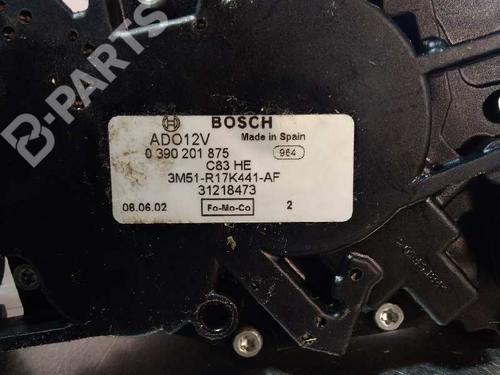 B-PARTS
BOSCH
ADO12V
Made in Spain
0 390 201 875
984
C83 HE
3M51-R17K441-AF
31218473
08.06.02
Fo-Mo-Co
2